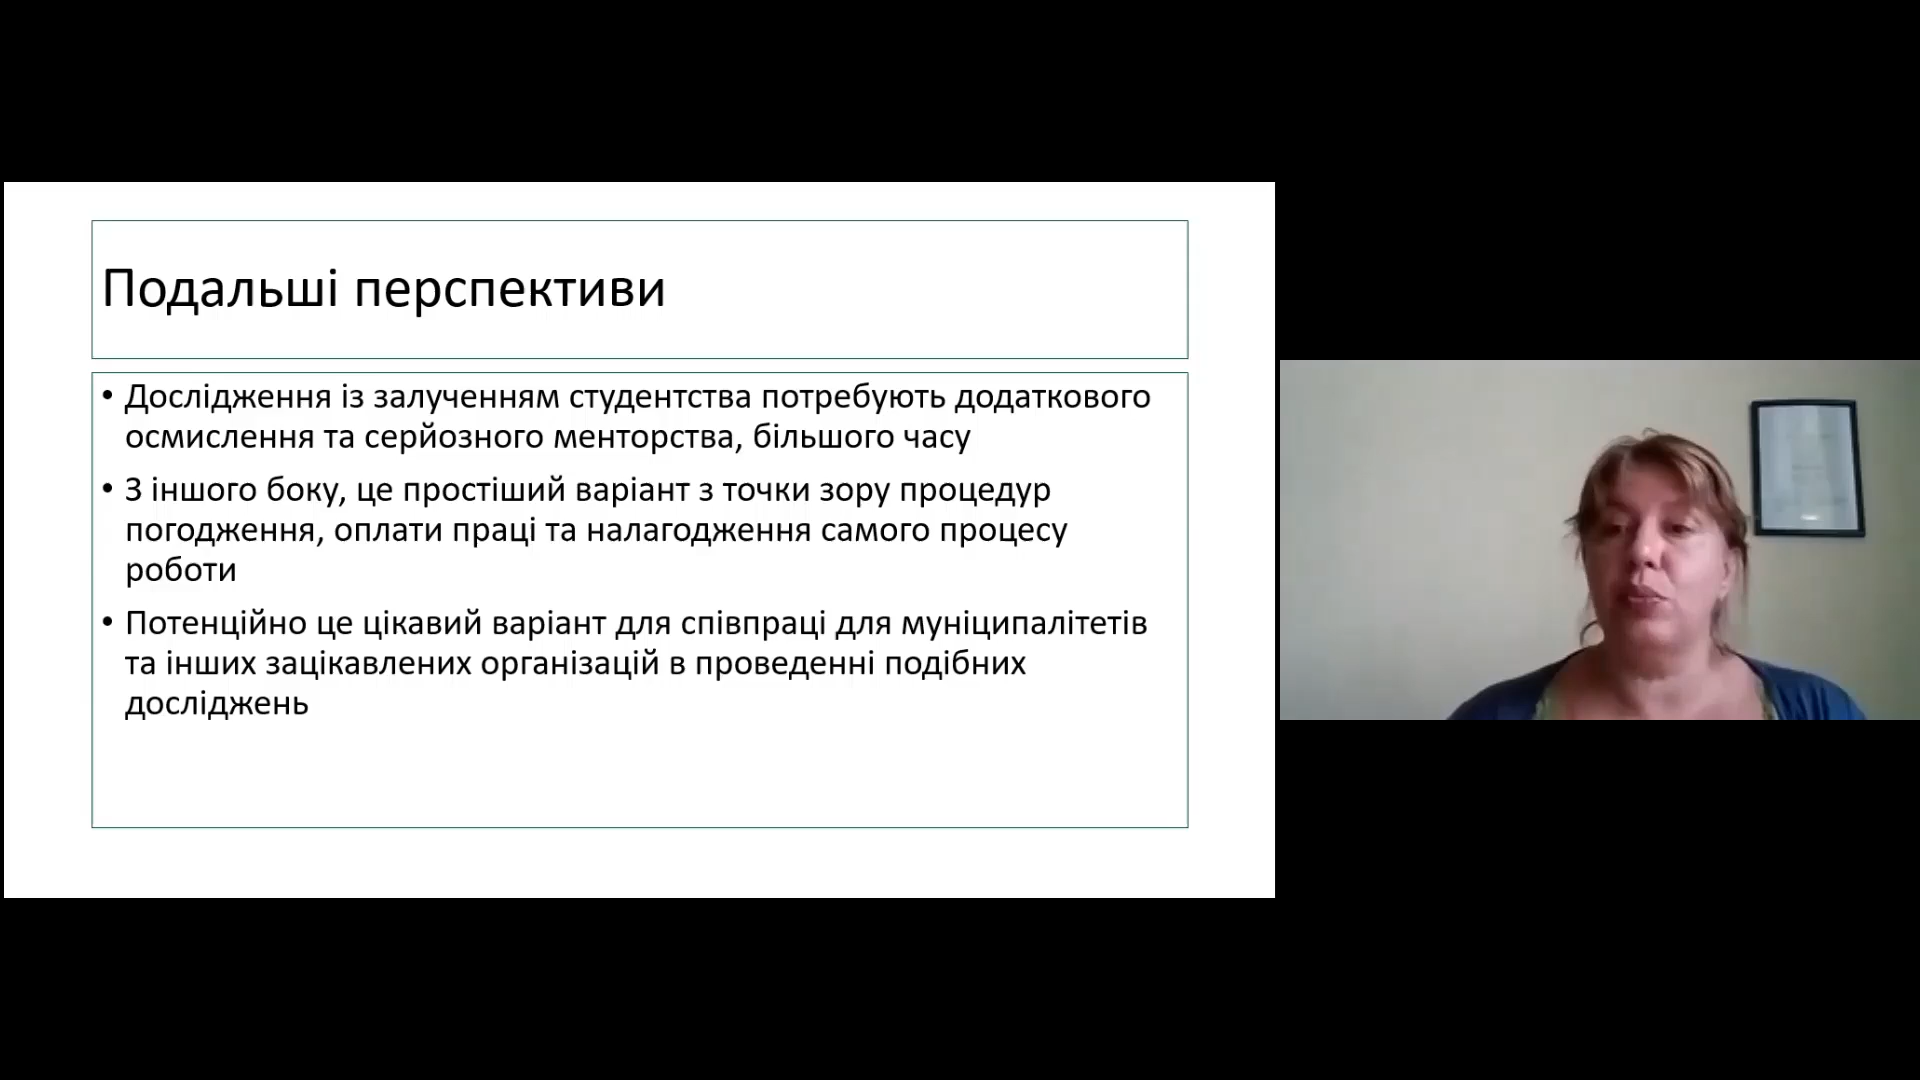 Подальші перспективи
• Дослідження із залученням студентства потребують додаткового
осмислення та серйозного менторства, більшого часу
• З іншого боку, це простіший варіант з точки зору процедур
погодження, оплати праці та налагодження самого процесу
роботи
• Потенційно це цікавий варіант для співпраці для муніципалітетів
та інших зацікавлених організацій в проведенні подібних
досліджень